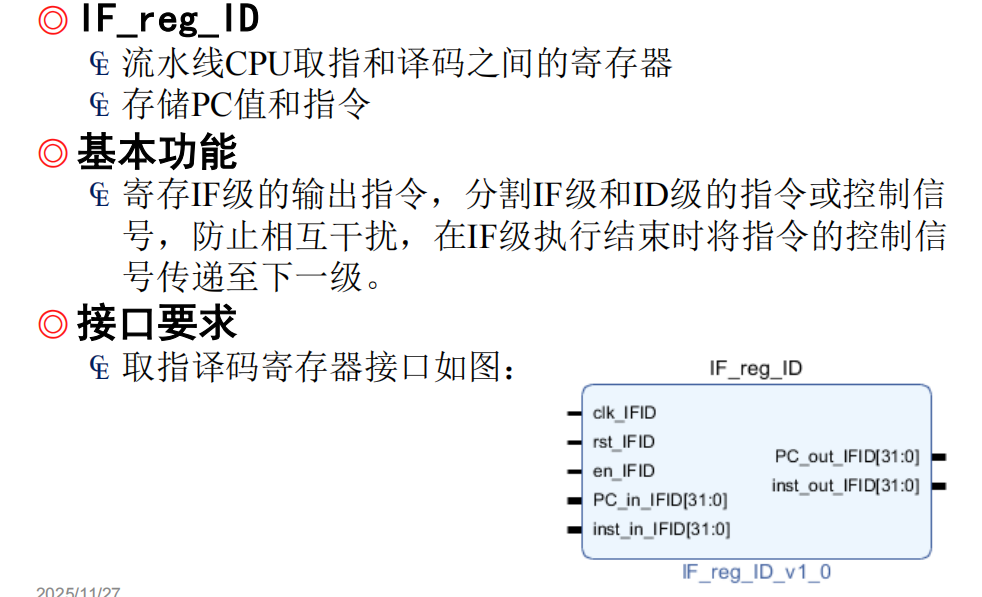 IF_reg_ID
流水线CPU取指和译码之间的寄存器
存储PC值和指令
基本功能
寄存IF级的输出指令，分割IF级和ID级的指令或控制信
号，防止相互干扰，在IF级执行结束时将指令的控制信
号传递至下一级。
接口要求
取指译码寄存器接口如图：
IF_reg_ID
clk_IFID
rst_IFID
en_IFID
PC_in_IFID[31:0]
inst_in_IFID[31:0]
PC_out_IFID[31:0]
inst_out_IFID[31:0]
IF_reg_ID_v1_0
2025/11/27